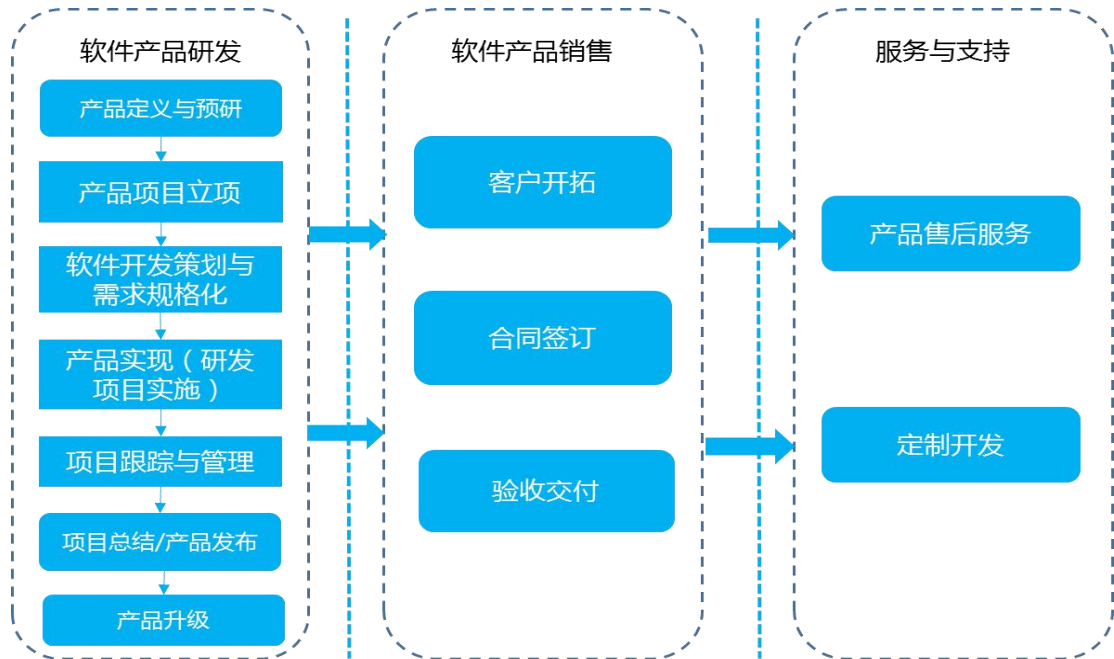 软件产品研发
产品定义与预研
产品项目立项
软件开发策划与
需求规格化
产品实现（研发
项目实施）
项目跟踪与管理
项目总结/产品发布
产品升级
软件产品销售
客户开拓
合同签订
验收交付
服务与支持
产品售后服务
定制开发